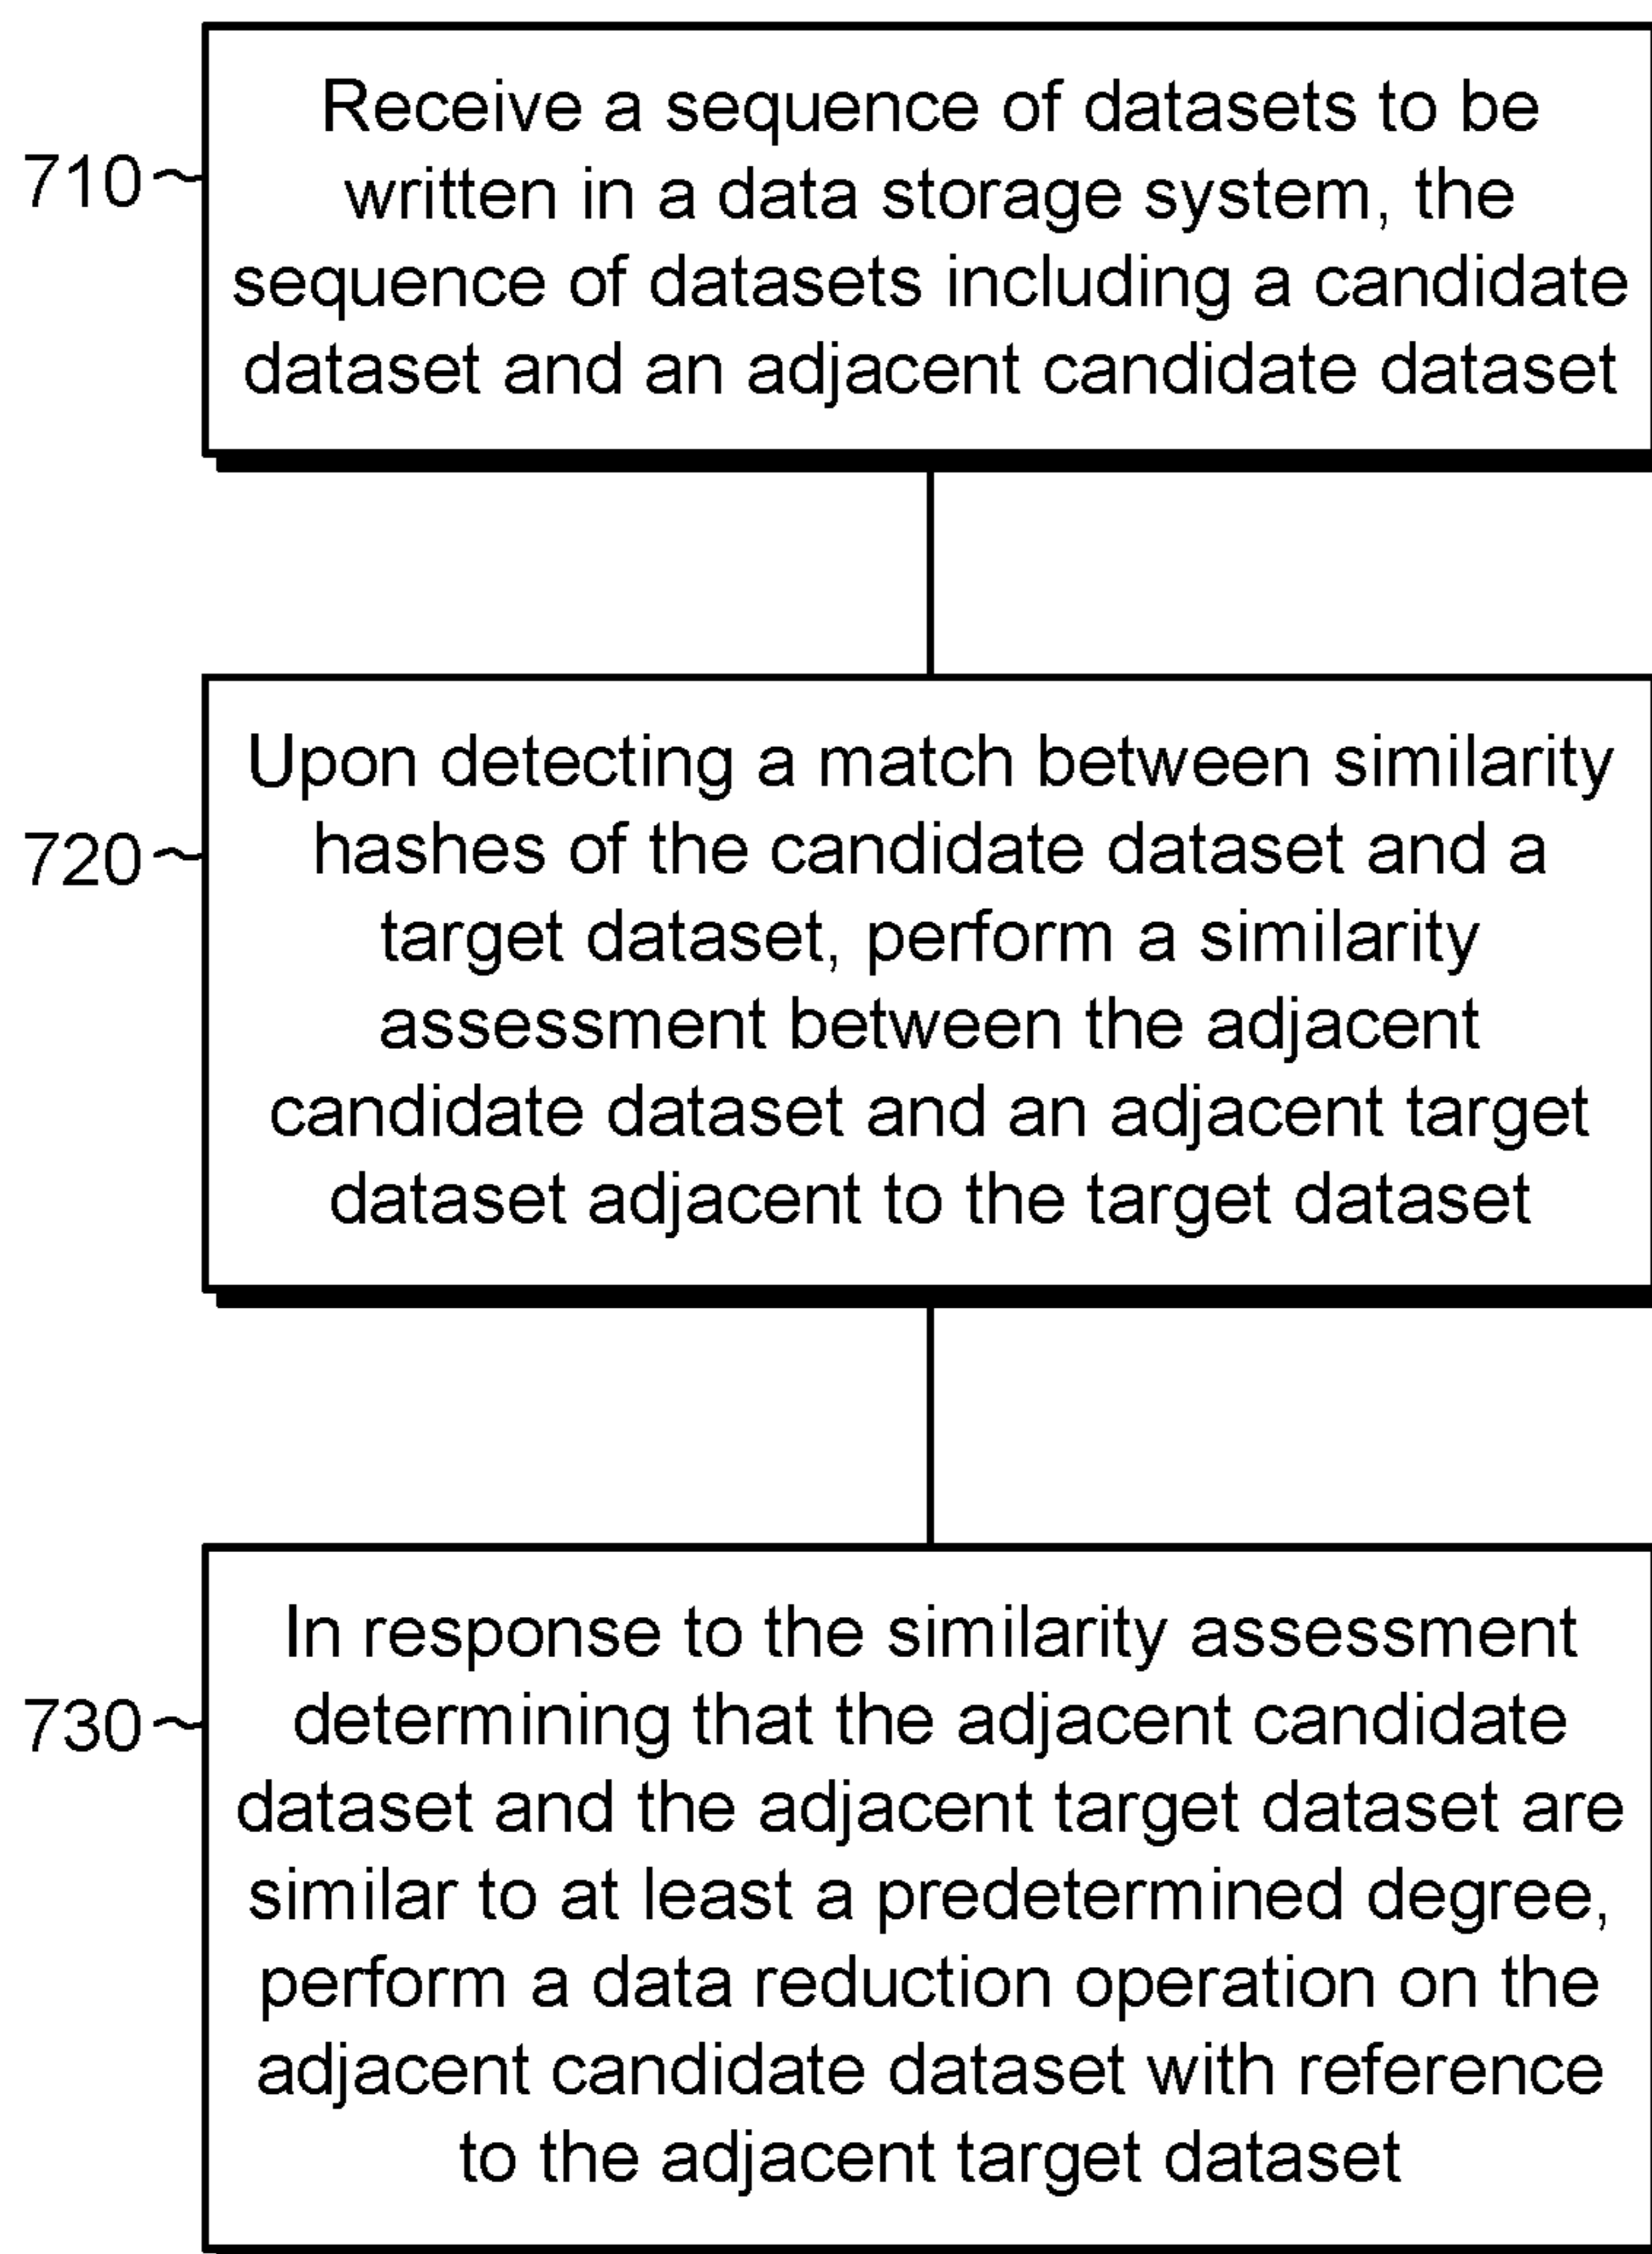 Receive a sequence of datasets to be
710
written in a data storage system, the
sequence of datasets including a candidate
dataset and an adjacent candidate dataset
Upon detecting a match between similarity
720
hashes of the candidate dataset and a
target dataset, perform a similarity
assessment between the adjacent
candidate dataset and an adjacent target
dataset adjacent to the target dataset
In response to the similarity assessment
730
determining that the adjacent candidate
dataset and the adjacent target dataset are
similar to at least a predetermined degree,
perform a data reduction operation on the
adjacent candidate dataset with reference
to the adjacent target dataset